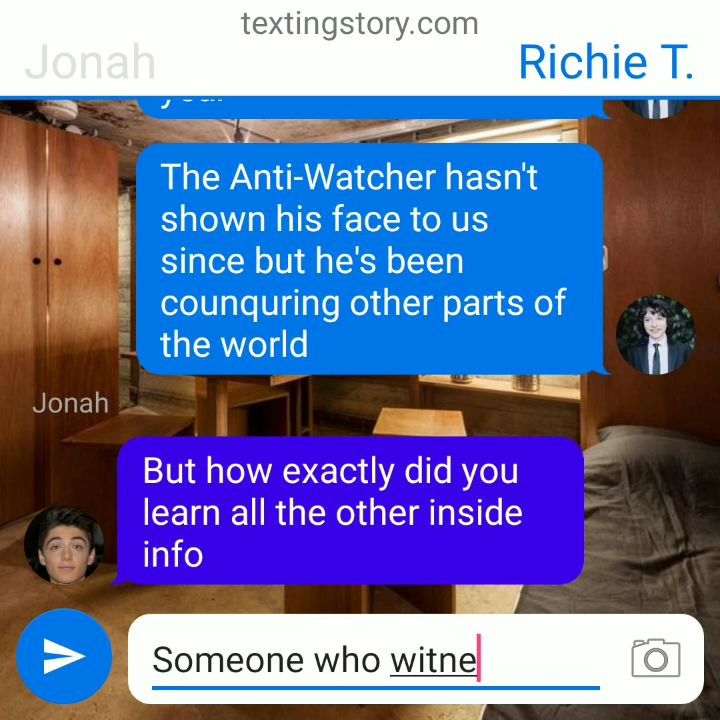 textingstory.com
Jonah
Richie T.
The Anti-Watcher hasn't
shown his face to us
since but he's been
counquring other parts of
the world
Jonah
But how exactly did you
learn all the other inside
info
Someone who witne